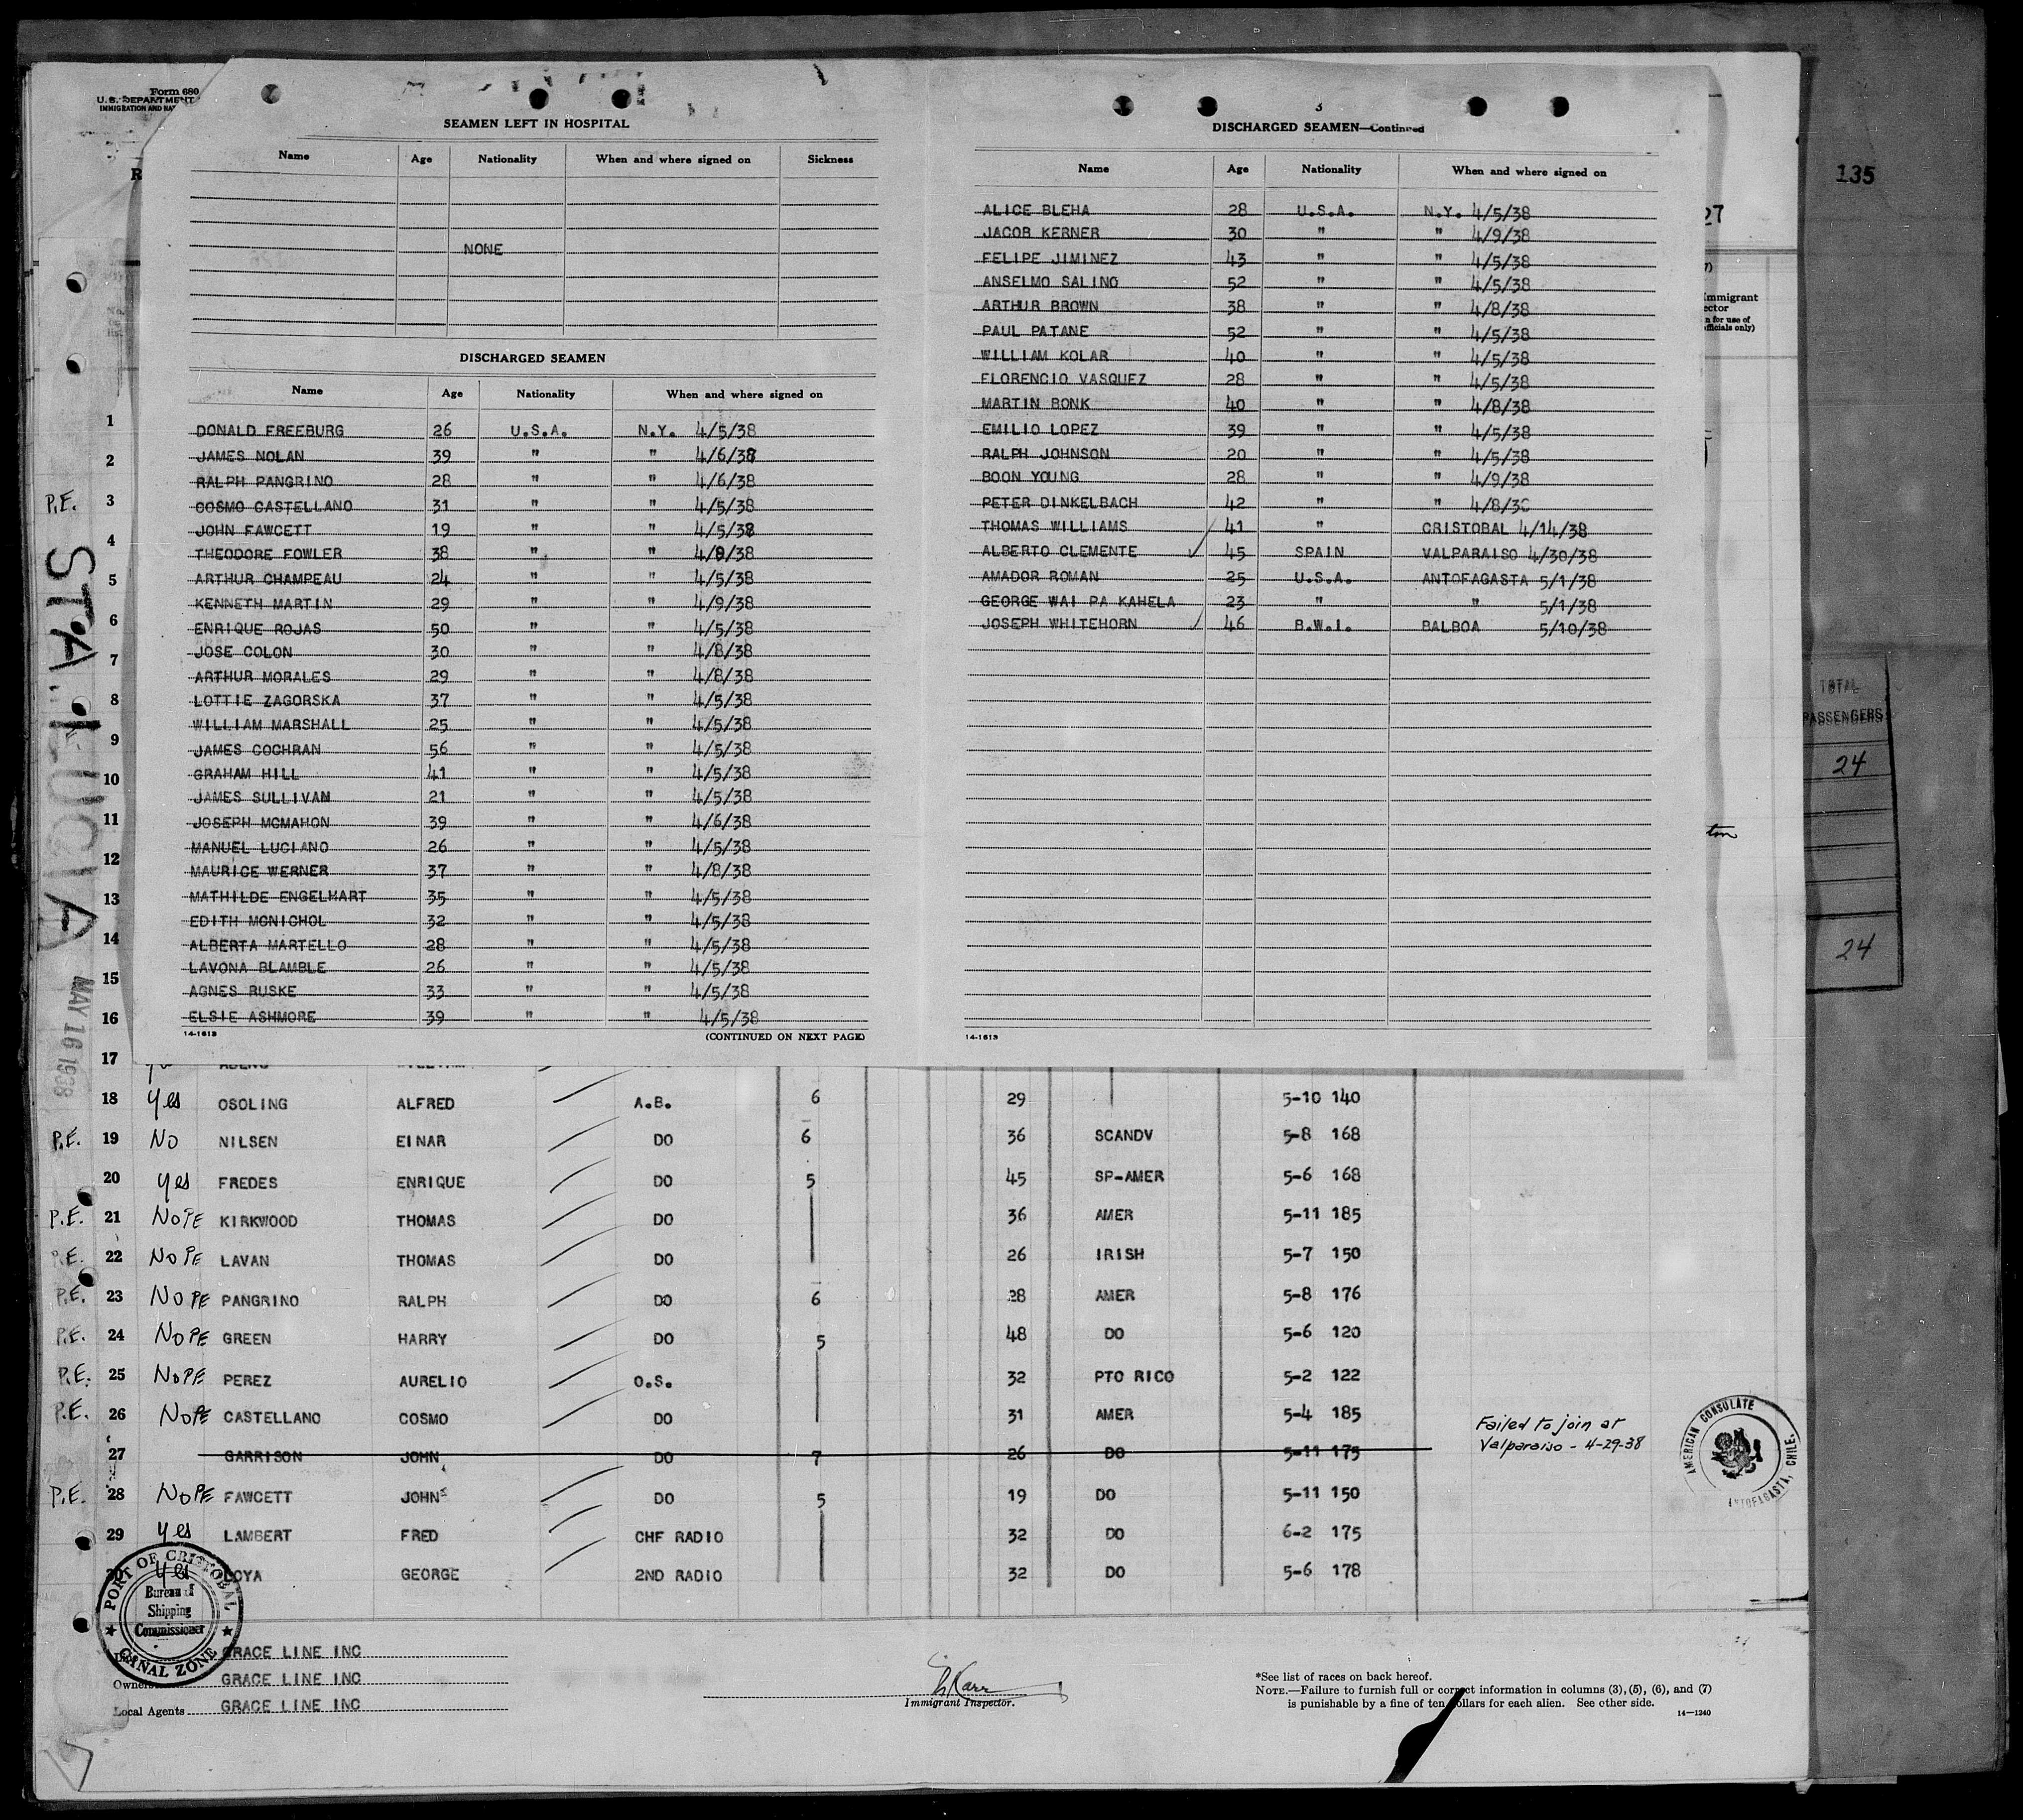 Form 680
U.S. DEPARTMENT
SEAMEN LEFT IN HOSPITAL
Name Age Nationality When and where signed on Sickness
NONE
DISCHARGED SEAMEN
Name Age Nationality When and where signed on
DONALD FREEBURG 26 U.S.A. N.Y. 4/5/38
JAMES NOLAN 39 " " 4/6/38
RALPH PANGRINO 28 " " 4/6/38
COSMO CASTELLANO 31 " " 4/5/38
JOHN FAWCETT 19 " " 4/5/38
THEODORE FOWLER 38 " " 4/9/38
ARTHUR CHAMPEAU 24 " " 4/5/38
KENNETH MARTIN 29 " " 4/9/38
ENRIQUE ROJAS 50 " " 4/5/38
JOSE COLON 30 " " 4/8/38
ARTHUR MORALES 29 " " 4/8/38
LOTTIE ZAGORSKA 37 " " 4/5/38
WILLIAM MARSHALL 25 " " 4/5/38
JAMES COCHRAN 56 " " 4/5/38
GRAHAM HILL 41 " " 4/5/38
JAMES SULLIVAN 21 " " 4/5/38
JOSEPH MCMAHON 39 " " 4/6/38
MANUEL LUCIANO 26 " " 4/5/38
MAURICE WERNER 37 " " 4/8/38
MATHILDE ENGELHART 35 " " 4/5/38
EDITH MCNICHOL 32 " " 4/5/38
ALBERTA MARTELLO 28 " " 4/5/38
LAVONA BLAMBLE 26 " " 4/5/38
AGNES RUSKE 33 " " 4/5/38
ELSIE ASHMORE 39 " " 4/5/38
14-1613 (CONTINUED ON NEXT PAGE)
3
DISCHARGED SEAMEN—Continued
Name Age Nationality When and where signed on
ALICE BLEHA 28 U.S.A. N.Y. 4/5/38
JACOB KERNER 30 " " 4/9/38
FELIPE JIMINEZ 43 " " 4/5/38
ANSELMO SALING 52 " " 4/5/38
ARTHUR BROWN 38 " " 4/8/38
PAUL PATANE 52 " " 4/5/38
WILLIAM KOLAR 40 " " 4/5/38
FLORENCIO VASQUEZ 28 " " 4/5/38
MARTIN BONK 40 " " 4/8/38
EMILIO LOPEZ 39 " " 4/5/38
RALPH JOHNSON 20 " " 4/5/38
BOON YOUNG 28 " " 4/9/38
PETER DINKELBACH 42 " " 4/8/38
THOMAS WILLIAMS 41 " CRISTOBAL 4/14/38
ALBERTO CLEMENTE 45 SPAIN VALPARAISO 4/30/38
AMADOR ROMAN 25 U.S.A. ANTOFAGASTA 5/1/38
GEORGE WAI PA KAHELA 23 " " 5/1/38
JOSEPH WHITEHORN 46 B.W.I. BALBOA 5/10/38
14-1613
135
27
TOTAL
PASSENGERS
24
24
STA. LUCIA
MAY 16 1938
1
2
P.E. 3
4
5
6
7
8
9
10
11
12
13
14
15
16
17
18 Yes OSOLING ALFRED A.B. 6 29 5-10 140
P.E. 19 No NILSEN EINAR DO 6 36 SCANDV 5-8 168
20 yes FREDES ENRIQUE DO 5 45 SP-AMER 5-6 168
P.E. 21 NoPE KIRKWOOD THOMAS DO 36 AMER 5-11 185
P.E. 22 NoPE LAVAN THOMAS DO 26 IRISH 5-7 150
P.E. 23 NoPE PANGRINO RALPH DO 6 28 AMER 5-8 176
P.E. 24 NoPE GREEN HARRY DO 5 48 DO 5-6 120
P.E. 25 NoPE PEREZ AURELIO O.S. 32 PTO RICO 5-2 122
P.E. 26 NoPE CASTELLANO COSMO DO 31 AMER 5-4 185
27 GARRISON JOHN DO 7 26 DO 5-11 175
Failed to join at
Valparaiso - 4-29-38
AMERICAN CONSULATE
ANTOFAGASTA, CHILE.
P.E. 28 NoPE FAWCETT JOHN DO 5 19 DO 5-11 150
29 yes LAMBERT FRED CHF RADIO 32 DO 6-2 175
yes LOYA GEORGE 2ND RADIO 32 DO 5-6 178
PORT OF CRISTOBAL
Bureau of
Shipping
Commissioner
CANAL ZONE
GRACE LINE INC
Owners GRACE LINE INC
Local Agents GRACE LINE INC
Karr
Immigrant Inspector.
*See list of races on back hereof.
NOTE.—Failure to furnish full or correct information in columns (3), (5), (6), and (7)
is punishable by a fine of ten dollars for each alien. See other side.
14—1240